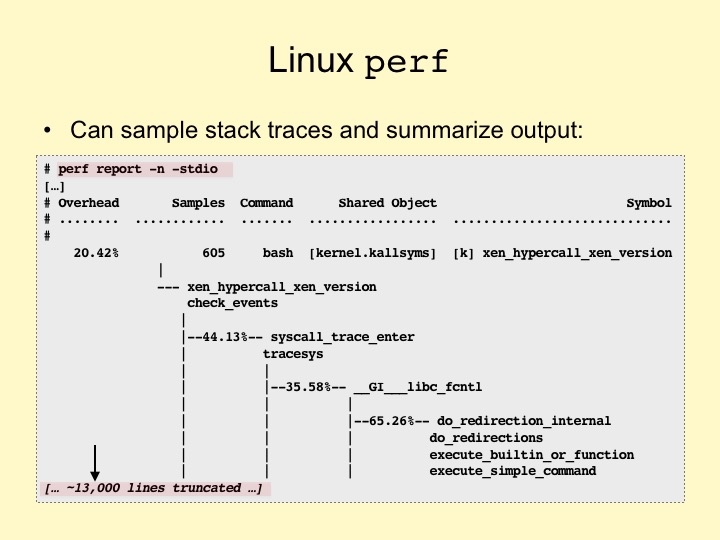 Linux perf
• Can sample stack traces and summarize output:
# perf report -n -stdio
[…]
# Overhead       Samples  Command      Shared Object                         Symbol
# ........  ............  .......  .................  .............................
#
    20.42%           605     bash  [kernel.kallsyms]  [k] xen_hypercall_xen_version
               |
               --- xen_hypercall_xen_version
                   check_events
                  |
                  |--44.13%-- syscall_trace_enter
                  |          tracesys
                  |          |
                  |          |--35.58%-- __GI___libc_fcntl
                  |          |          |
                  |          |          |--65.26%-- do_redirection_internal
                  |          |          |          do_redirections
                  |          |          |          execute_builtin_or_function
                  |          |          |          execute_simple_command
[… ~13,000 lines truncated …]